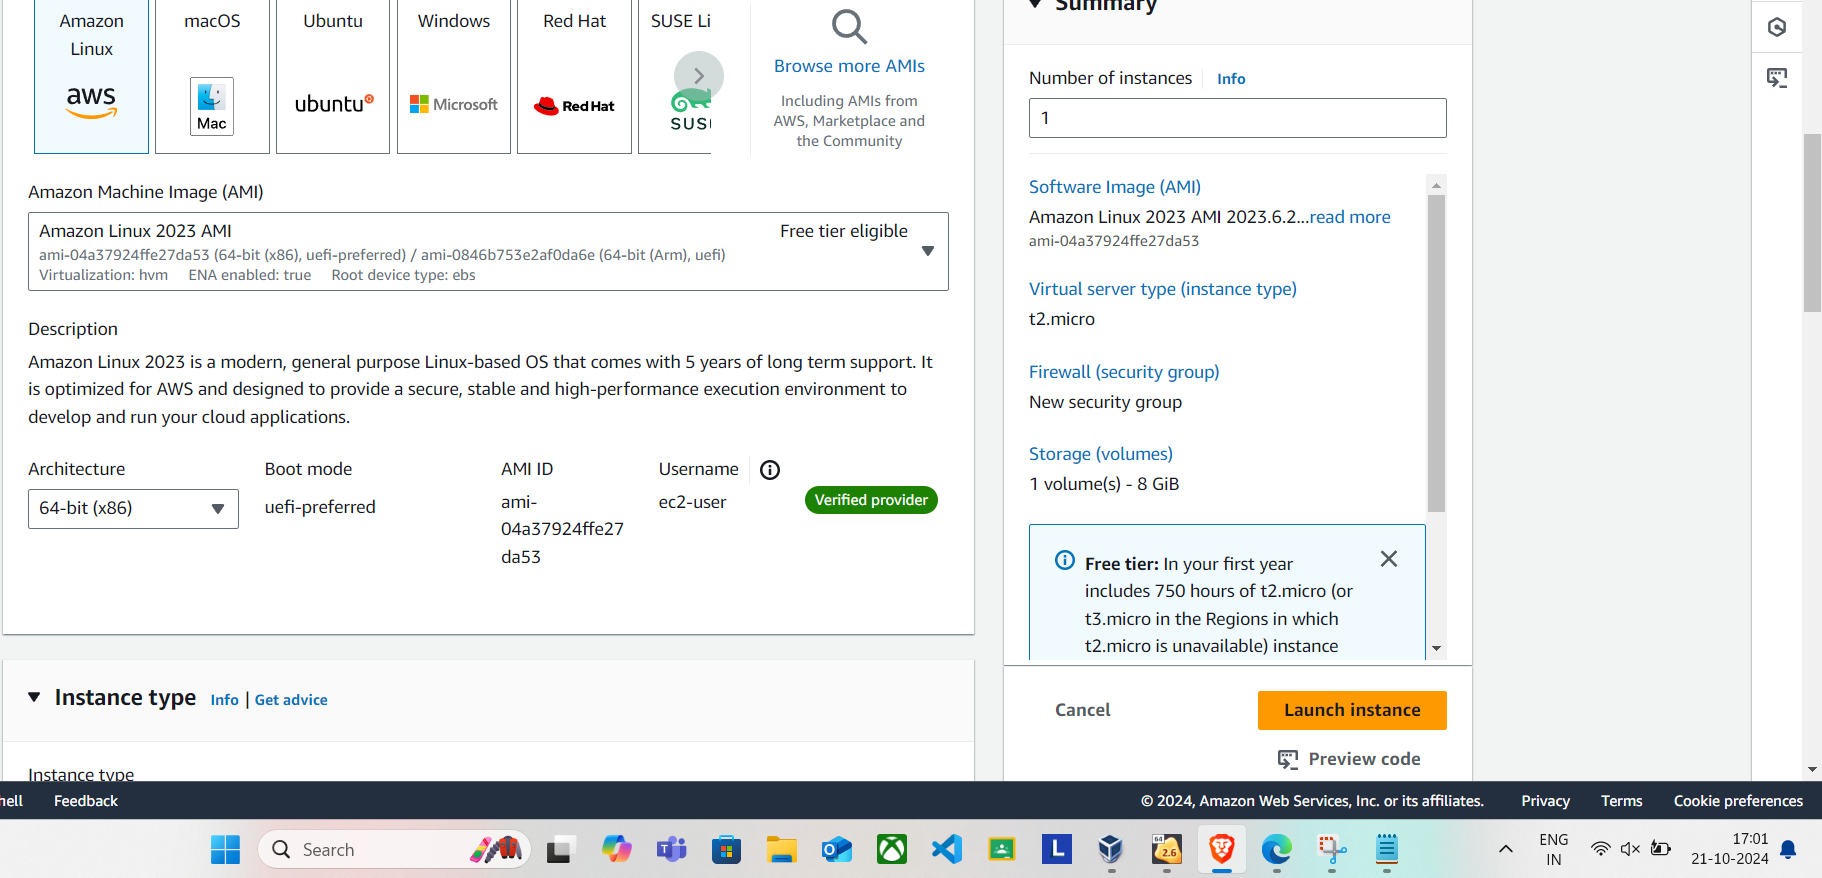 Amazon
Linux
aws
macOS
Mac
Ubuntu
ubuntu
Windows
Microsoft
Red Hat
Red Hat
SUSE Li
SUS
Browse more AMIs
Including AMIs from
AWS, Marketplace and
the Community
Amazon Machine Image (AMI)
Amazon Linux 2023 AMI
Free tier eligible
ami-04a37924ffe27da53 (64-bit (x86), uefi-preferred) / ami-0846b753e2af0da6e (64-bit (Arm), uefi)
Virtualization: hvm ENA enabled: true Root device type: ebs
Description
Amazon Linux 2023 is a modern, general purpose Linux-based OS that comes with 5 years of long term support. It
is optimized for AWS and designed to provide a secure, stable and high-performance execution environment to
develop and run your cloud applications.
Architecture
64-bit (x86)
Boot mode
uefi-preferred
AMI ID
ami-
04a37924ffe27
da53
Username
ec2-user
Verified provider
Instance type Info | Get advice
Instance type
Summary
Number of instances Info
1
Software Image (AMI)
Amazon Linux 2023 AMI 2023.6.2...read more
ami-04a37924ffe27da53
Virtual server type (instance type)
t2.micro
Firewall (security group)
New security group
Storage (volumes)
1 volume(s) - 8 GiB
Free tier: In your first year
includes 750 hours of t2.micro (or
t3.micro in the Regions in which
t2.micro is unavailable) instance
Cancel
Launch instance
Preview code
hell Feedback
© 2024, Amazon Web Services, Inc. or its affiliates. Privacy Terms Cookie preferences
Search
L
64
2.6
ENG
IN
17:01
21-10-2024